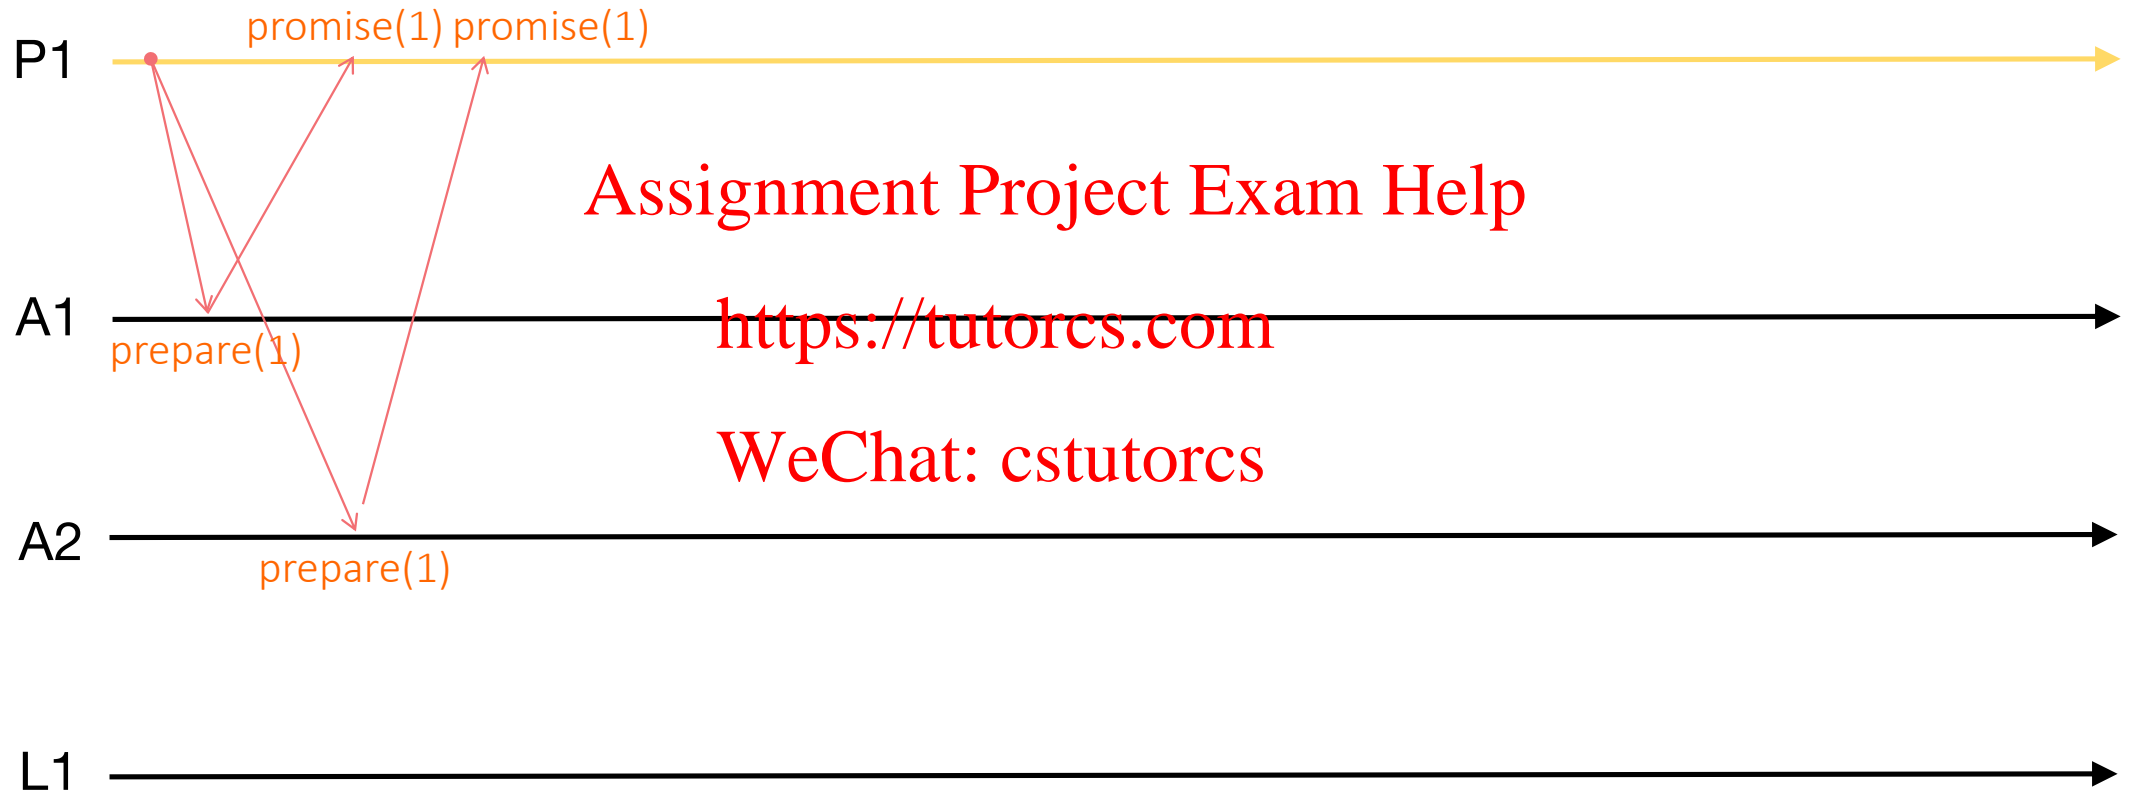 promise(1) promise(1)
P1
Assignment Project Exam Help
A1
https://tutorcs.com
prepare(1)
WeChat: cstutorcs
A2
prepare(1)
L1